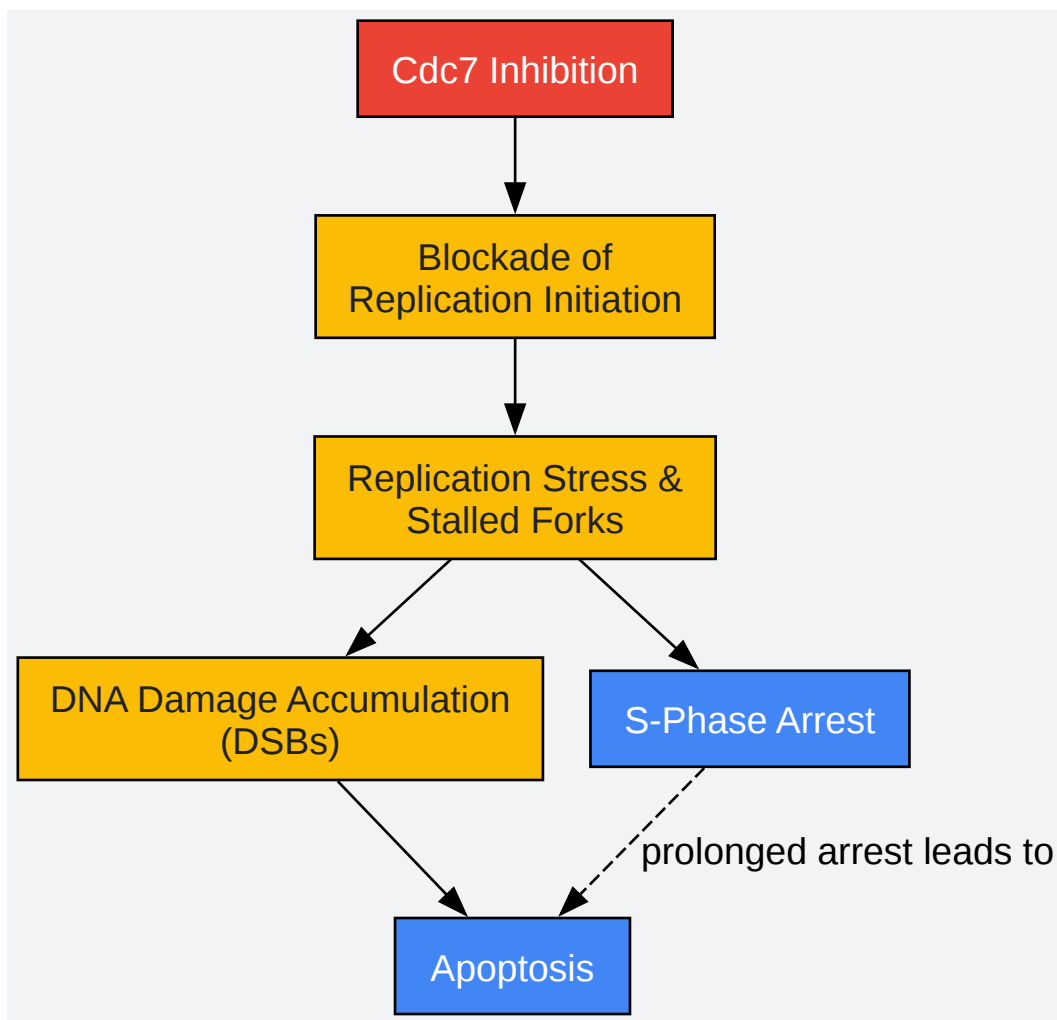 Cdc7 Inhibition
Blockade of
Replication Initiation
Replication Stress &
Stalled Forks
DNA Damage Accumulation
(DSBs)
S-Phase Arrest
prolonged arrest leads to
Apoptosis